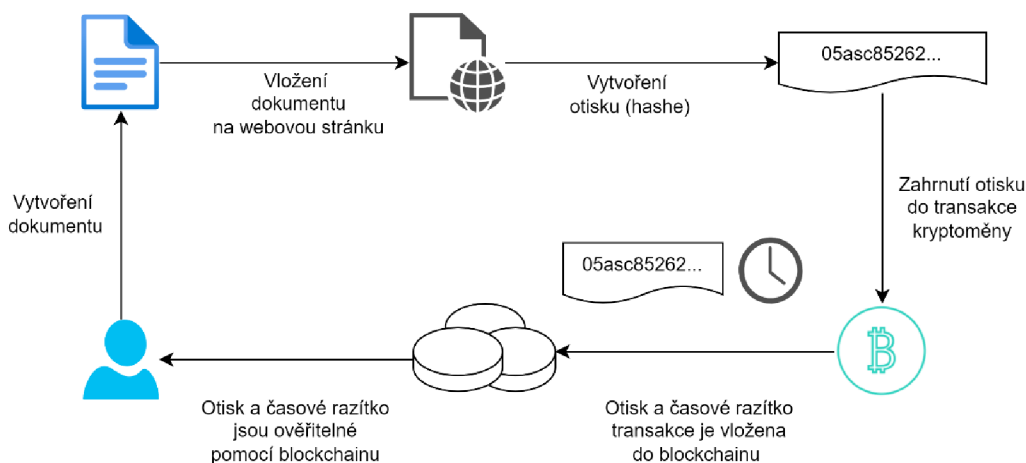 05asc85262...
Vložení
dokumentu
na webovou stránku
Vytvoření
otisku (hashe)
Zahrnutí otisku
do transakce
kryptoměny
Vytvoření
dokumentu
05asc85262...
Otisk a časové razítko
jsou ověřitelné
pomocí blockchainu
Otisk a časové razítko
transakce je vložena
do blockchainu